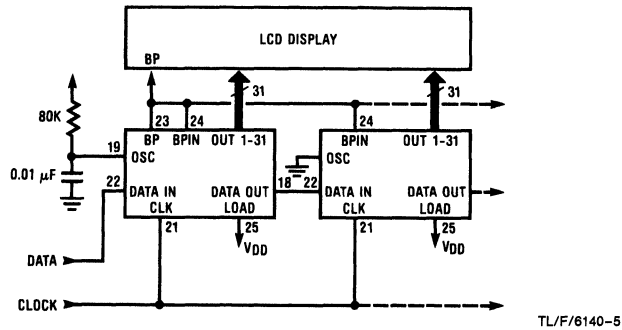 LCD DISPLAY
BP
31
31
80K
23
24
24
BP
BPIN
OUT 1-31
BPIN
OUT 1-31
19
OSC
OSC
0.01 μF
22
DATA IN
DATA OUT
18
22
DATA IN
DATA OUT
CLK
LOAD
CLK
LOAD
21
25
21
25
VDD
VDD
DATA
CLOCK
TL/F/6140-5